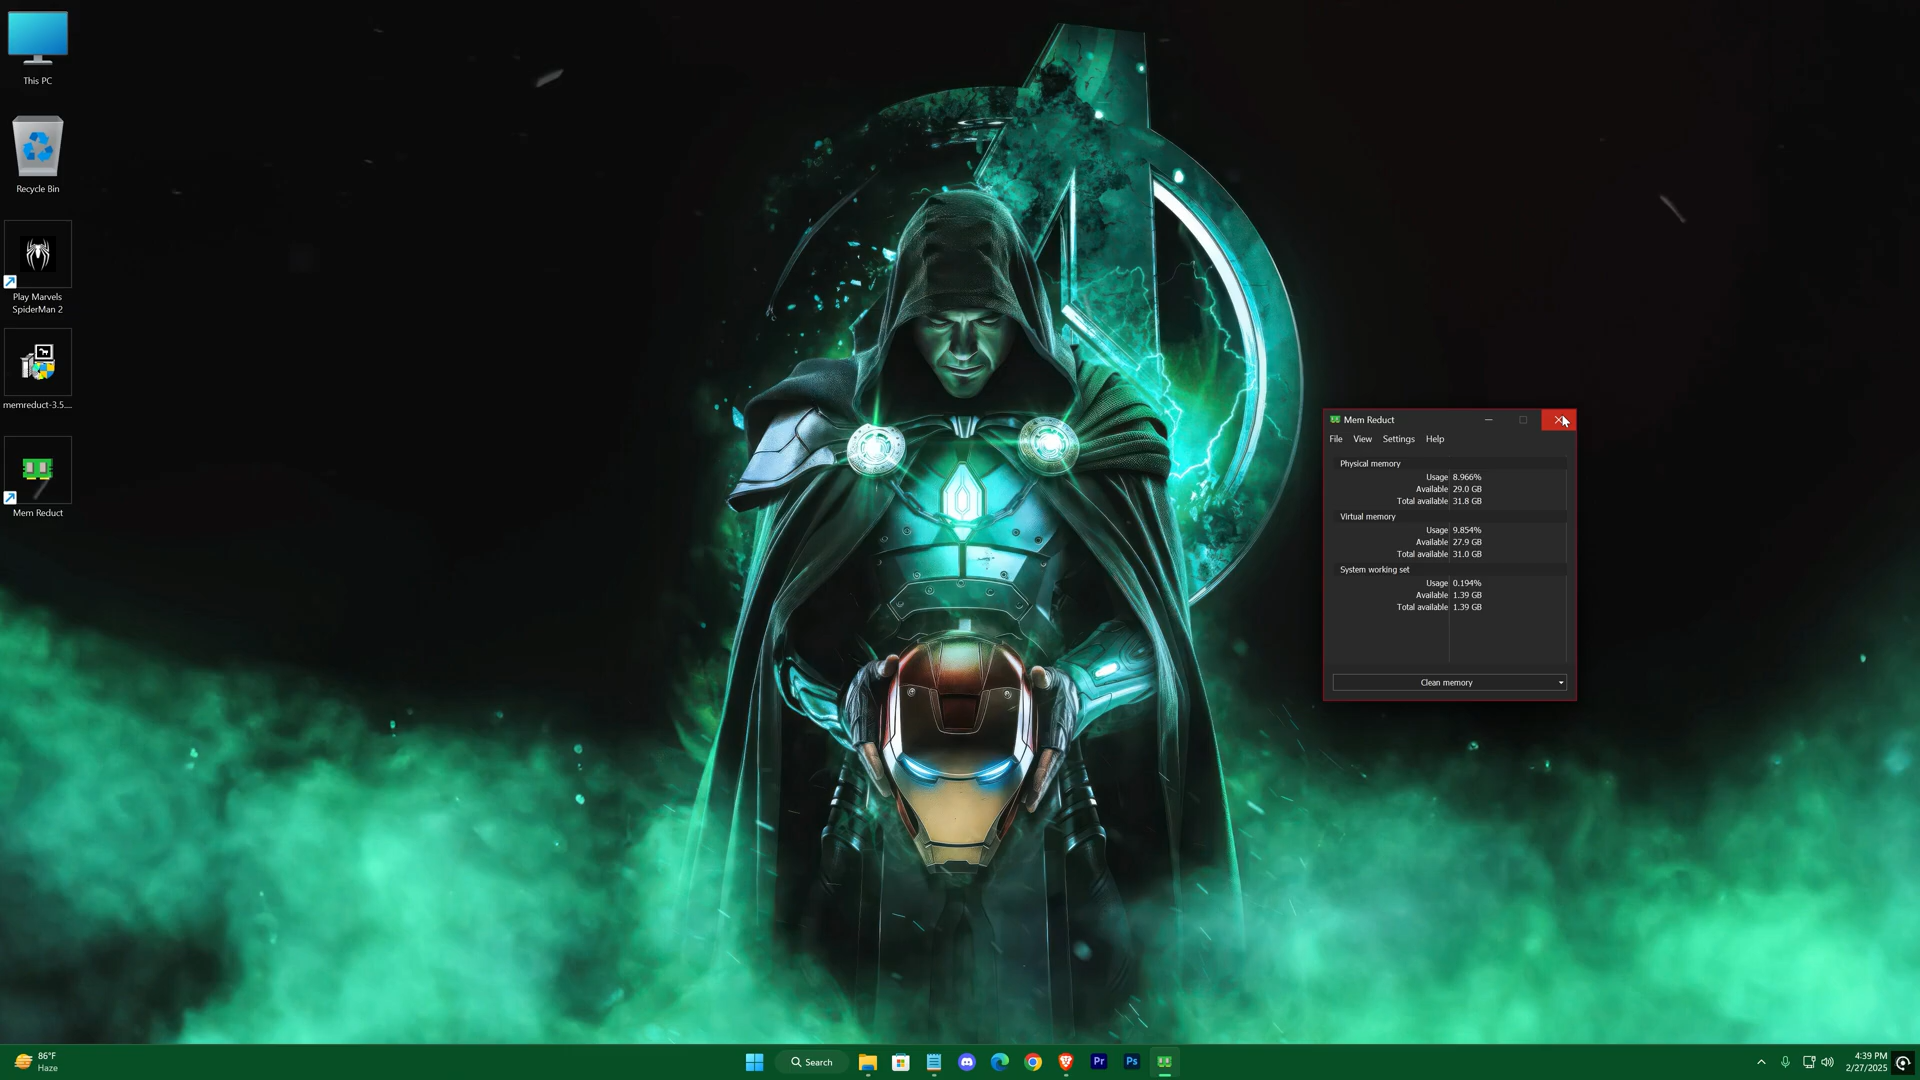 This PC
Recycle Bin
Play Marvels
SpiderMan 2
memreduct-3.5....
Mem Reduct
Mem Reduct
File View Settings Help
Physical memory
Usage 8.966%
Available 29.0 GB
Total available 31.8 GB
Virtual memory
Usage 9.854%
Available 27.9 GB
Total available 31.0 GB
System working set
Usage 0.194%
Available 1.39 GB
Total available 1.39 GB
Clean memory
86°F
Haze
Search
Pr
Ps
4:39 PM
2/27/2025